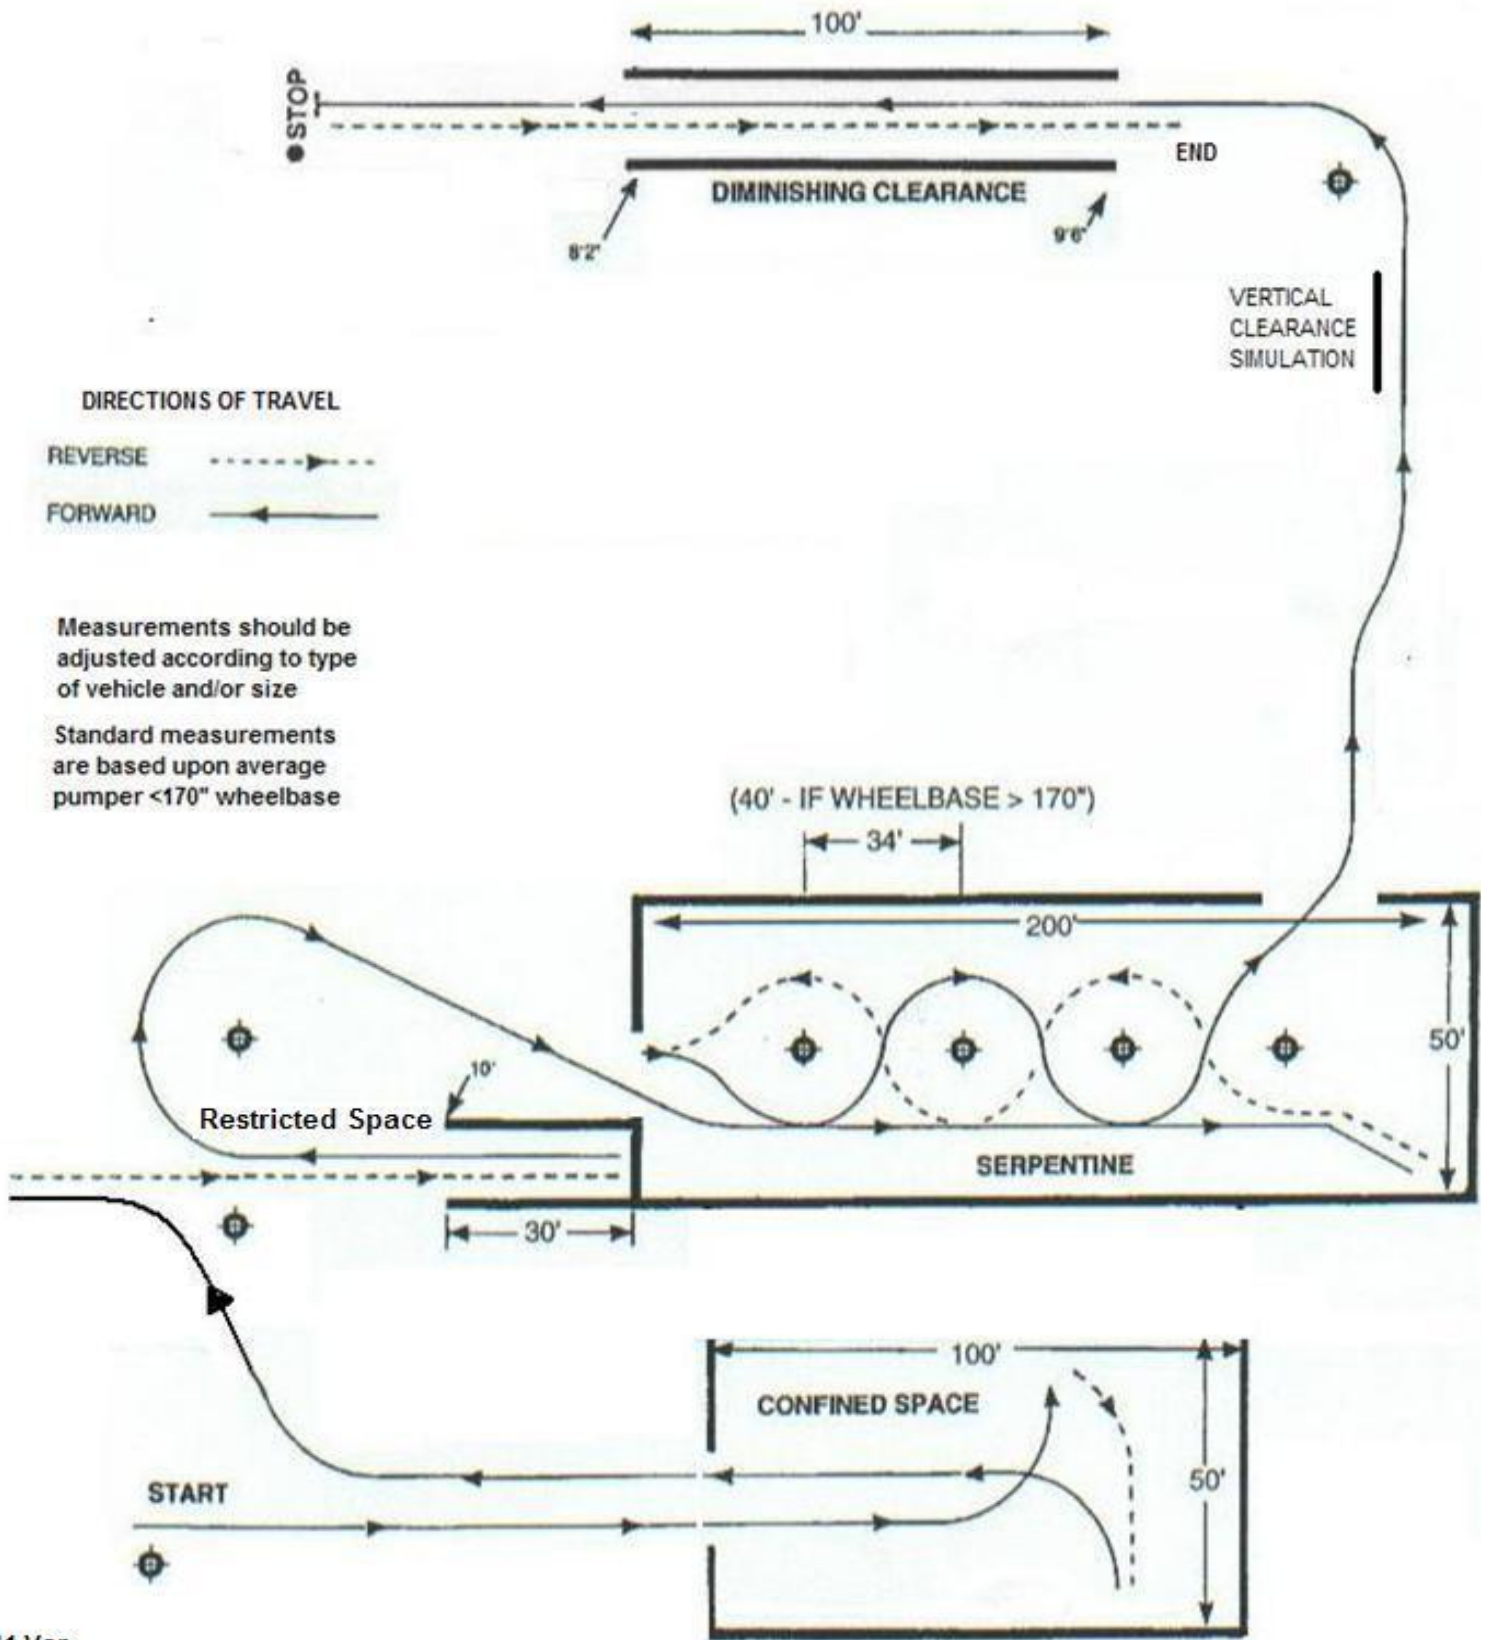 100'
STOP
END
DIMINISHING CLEARANCE
8'2"
9'6"
VERTICAL
CLEARANCE
SIMULATION
DIRECTIONS OF TRAVEL
REVERSE
FORWARD
Measurements should be
adjusted according to type
of vehicle and/or size
Standard measurements
are based upon average
pumper <170" wheelbase
(40' - IF WHEELBASE > 170")
34'
200'
50'
10'
Restricted Space
SERPENTINE
30'
100'
CONFINED SPACE
50'
START